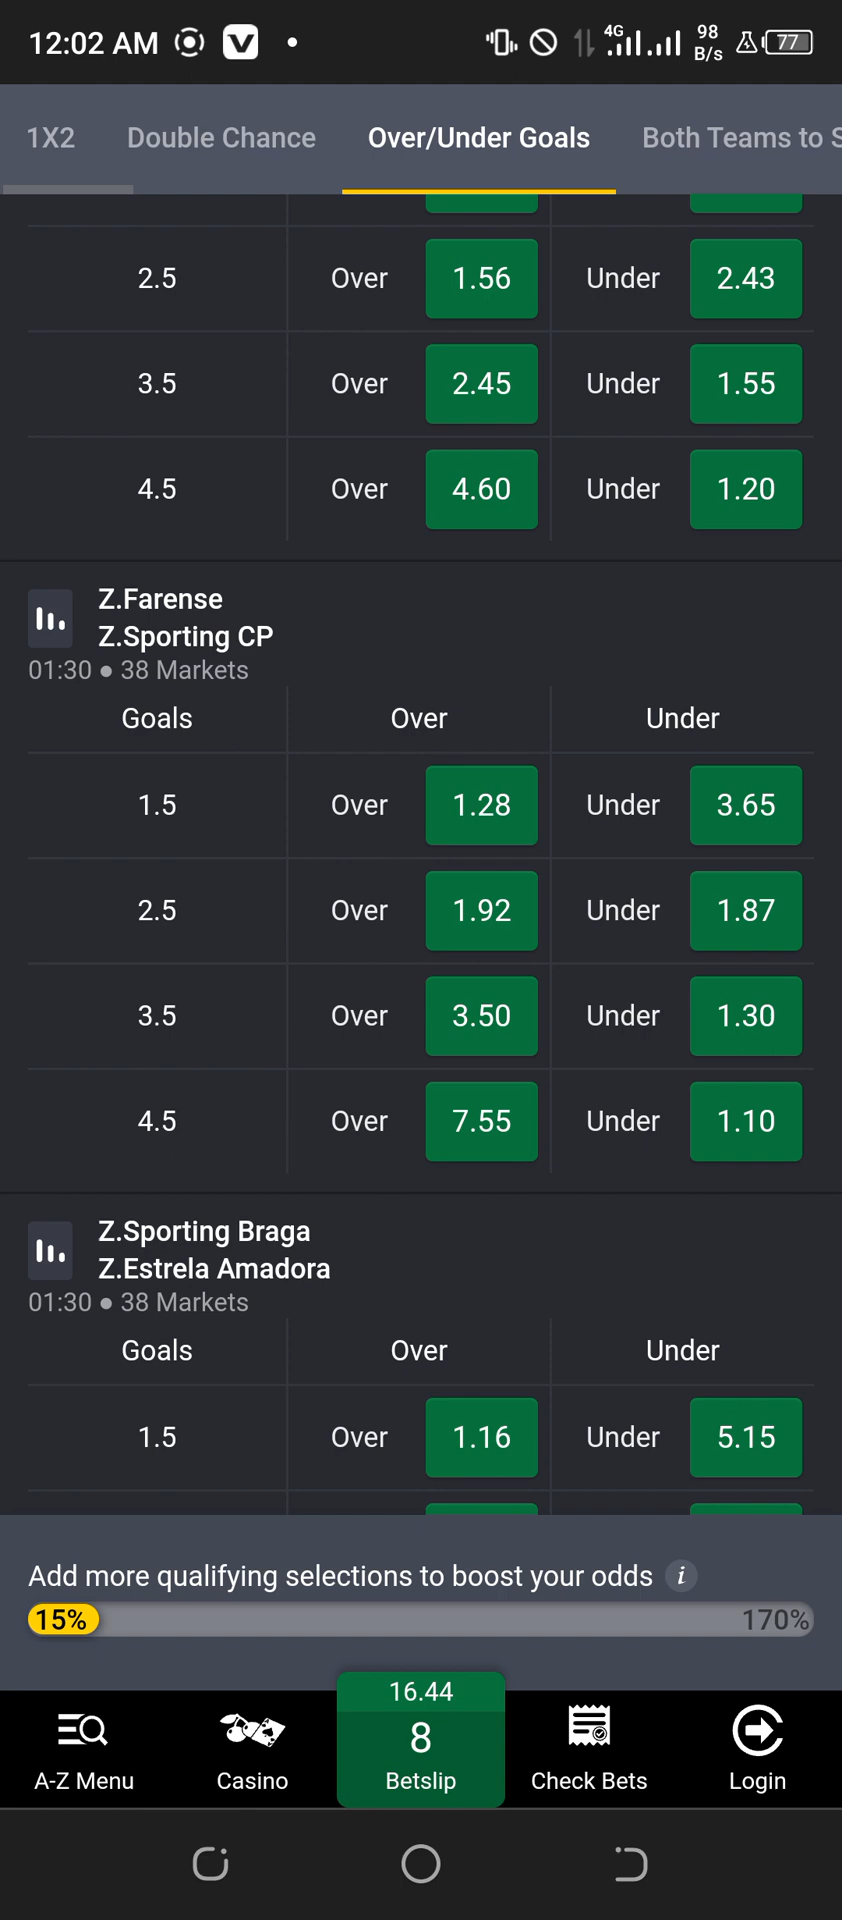 12:02 AM V 4G 98 B/s 77
1X2 Double Chance Over/Under Goals Both Teams to S
2.5 Over 1.56 Under 2.43
3.5 Over 2.45 Under 1.55
4.5 Over 4.60 Under 1.20
Z.Farense
Z.Sporting CP
01:30 ● 38 Markets
Goals Over Under
1.5 Over 1.28 Under 3.65
2.5 Over 1.92 Under 1.87
3.5 Over 3.50 Under 1.30
4.5 Over 7.55 Under 1.10
Z.Sporting Braga
Z.Estrela Amadora
01:30 ● 38 Markets
Goals Over Under
1.5 Over 1.16 Under 5.15
Add more qualifying selections to boost your odds i
15% 170%
16.44
8
A-Z Menu Casino Betslip Check Bets Login